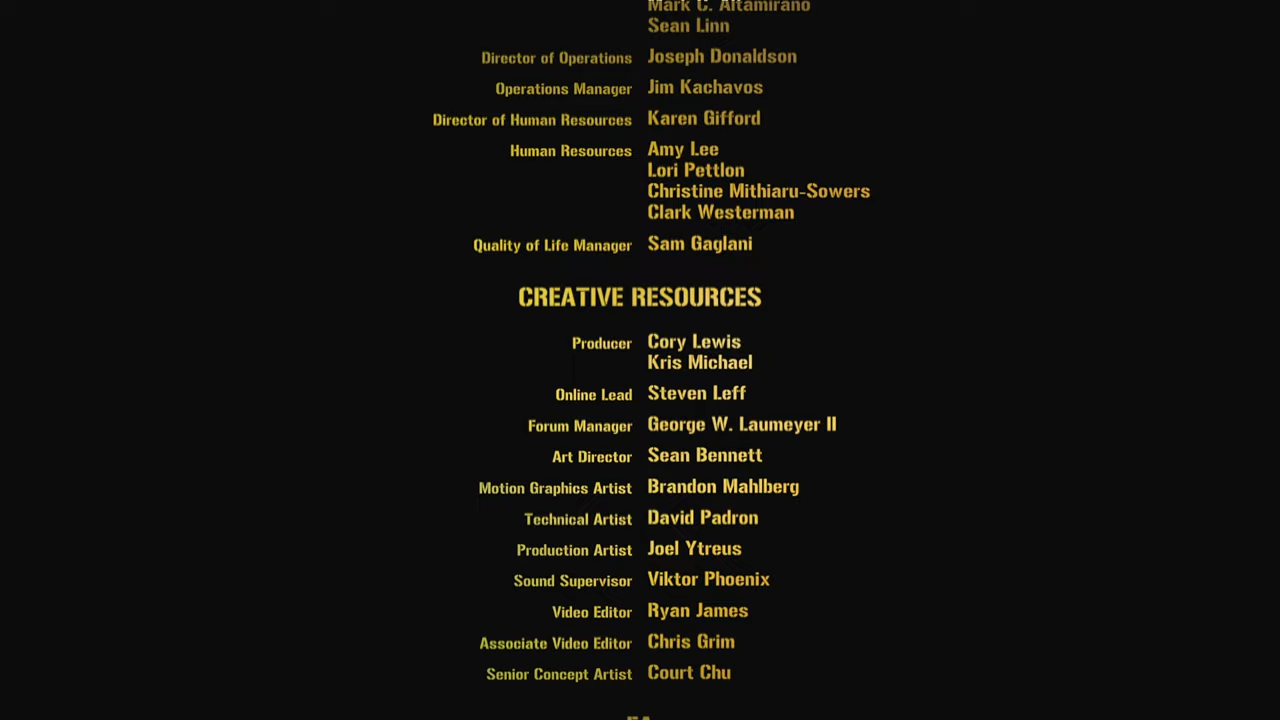 Mark C. Altamirano
Sean Linn
Director of Operations Joseph Donaldson
Operations Manager Jim Kachavos
Director of Human Resources Karen Gifford
Human Resources Amy Lee
Lori Pettlon
Christine Mithiaru-Sowers
Clark Westerman
Quality of Life Manager Sam Gaglani
CREATIVE RESOURCES
Producer Cory Lewis
Kris Michael
Online Lead Steven Leff
Forum Manager George W. Laumeyer II
Art Director Sean Bennett
Motion Graphics Artist Brandon Mahlberg
Technical Artist David Padron
Production Artist Joel Ytreus
Sound Supervisor Viktor Phoenix
Video Editor Ryan James
Associate Video Editor Chris Grim
Senior Concept Artist Court Chu